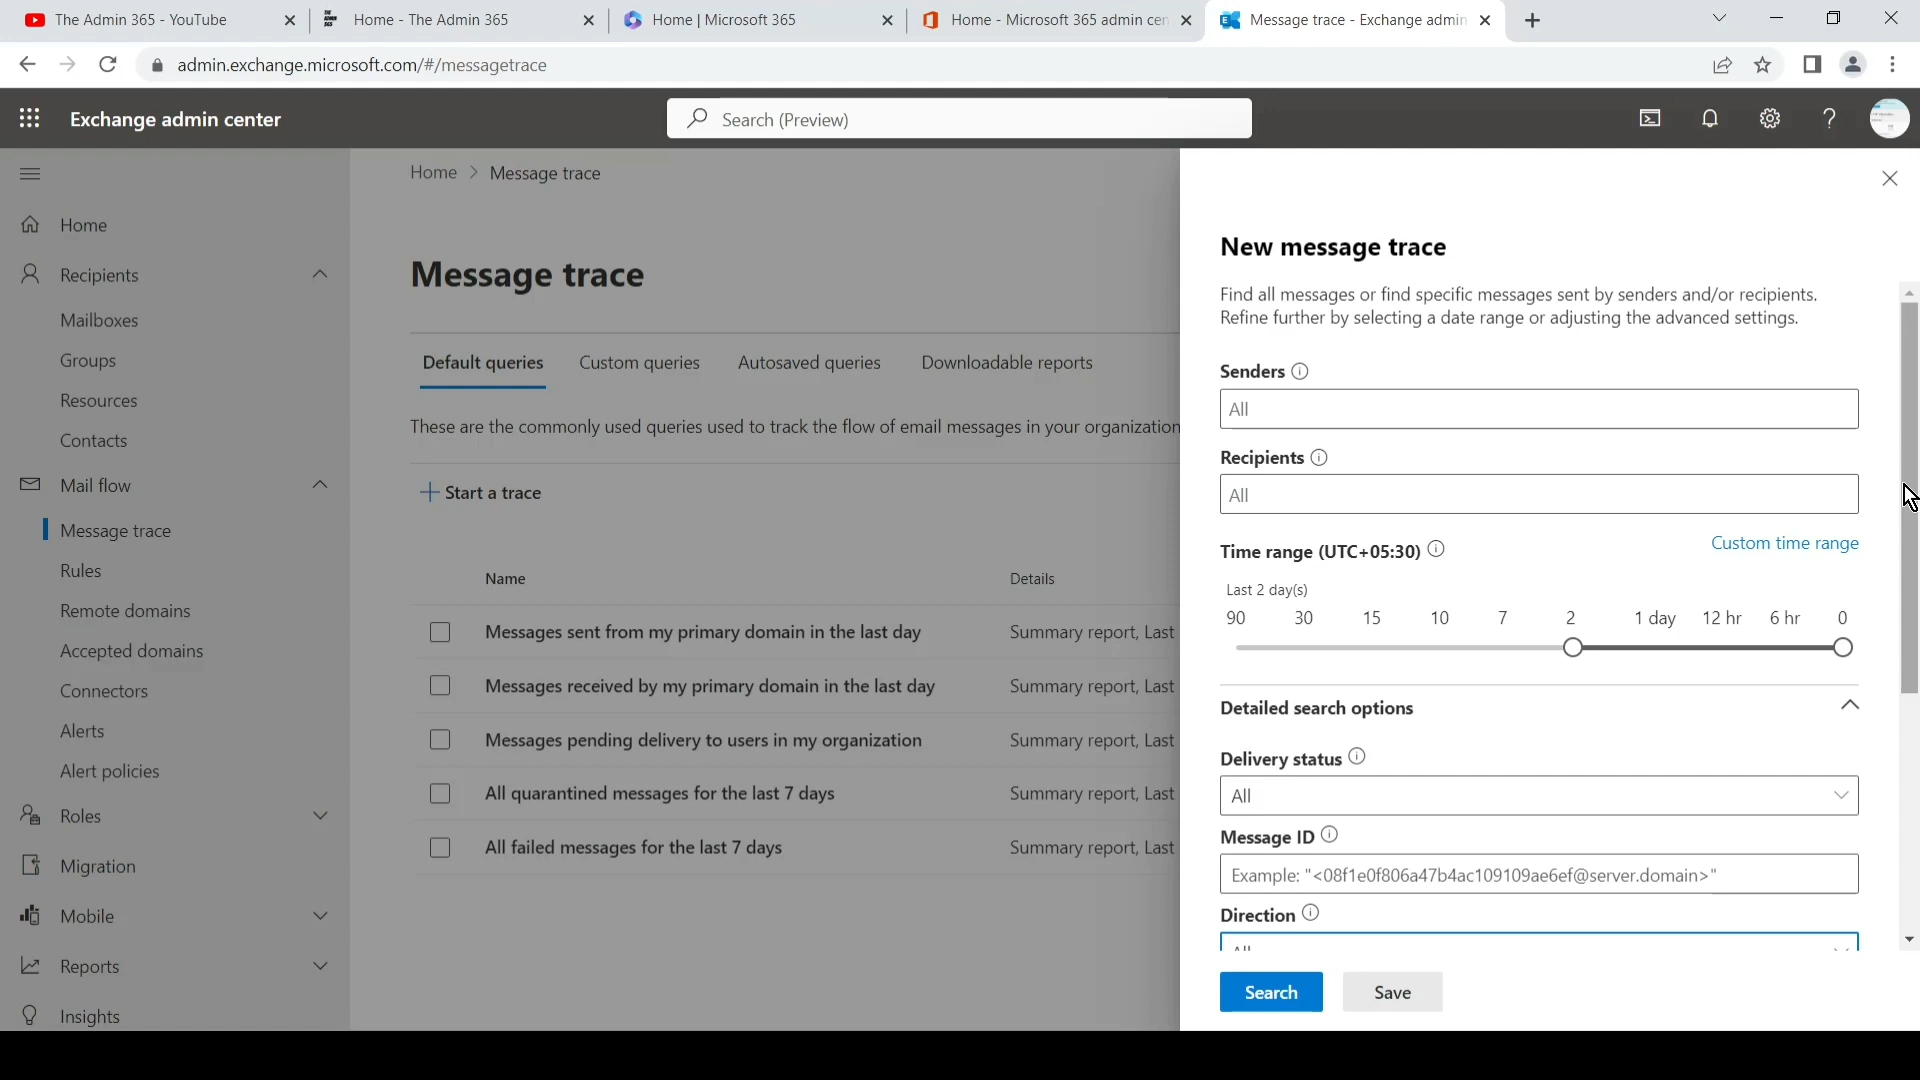 The Admin 365 - YouTube
Home - The Admin 365
Home | Microsoft 365
Home - Microsoft 365 admin cen
Message trace - Exchange admin
admin.exchange.microsoft.com/#/messagetrace
Exchange admin center
Search (Preview)
Home
Recipients
Mailboxes
Groups
Resources
Contacts
Mail flow
Message trace
Rules
Remote domains
Accepted domains
Connectors
Alerts
Alert policies
Roles
Migration
Mobile
Reports
Insights
Home > Message trace
Message trace
Default queries Custom queries Autosaved queries Downloadable reports
These are the commonly used queries used to track the flow of email messages in your organization
Start a trace
Name Details
Messages sent from my primary domain in the last day Summary report, Last
Messages received by my primary domain in the last day Summary report, Last
Messages pending delivery to users in my organization Summary report, Last
All quarantined messages for the last 7 days Summary report, Last
All failed messages for the last 7 days Summary report, Last
New message trace
Find all messages or find specific messages sent by senders and/or recipients.
Refine further by selecting a date range or adjusting the advanced settings.
Senders
All
Recipients
All
Time range (UTC+05:30) Custom time range
Last 2 day(s)
90 30 15 10 7 2 1 day 12 hr 6 hr 0
Detailed search options
Delivery status
All
Message ID
Example: "<08f1e0f806a47b4ac109109ae6ef@server.domain>"
Direction
All
Search Save